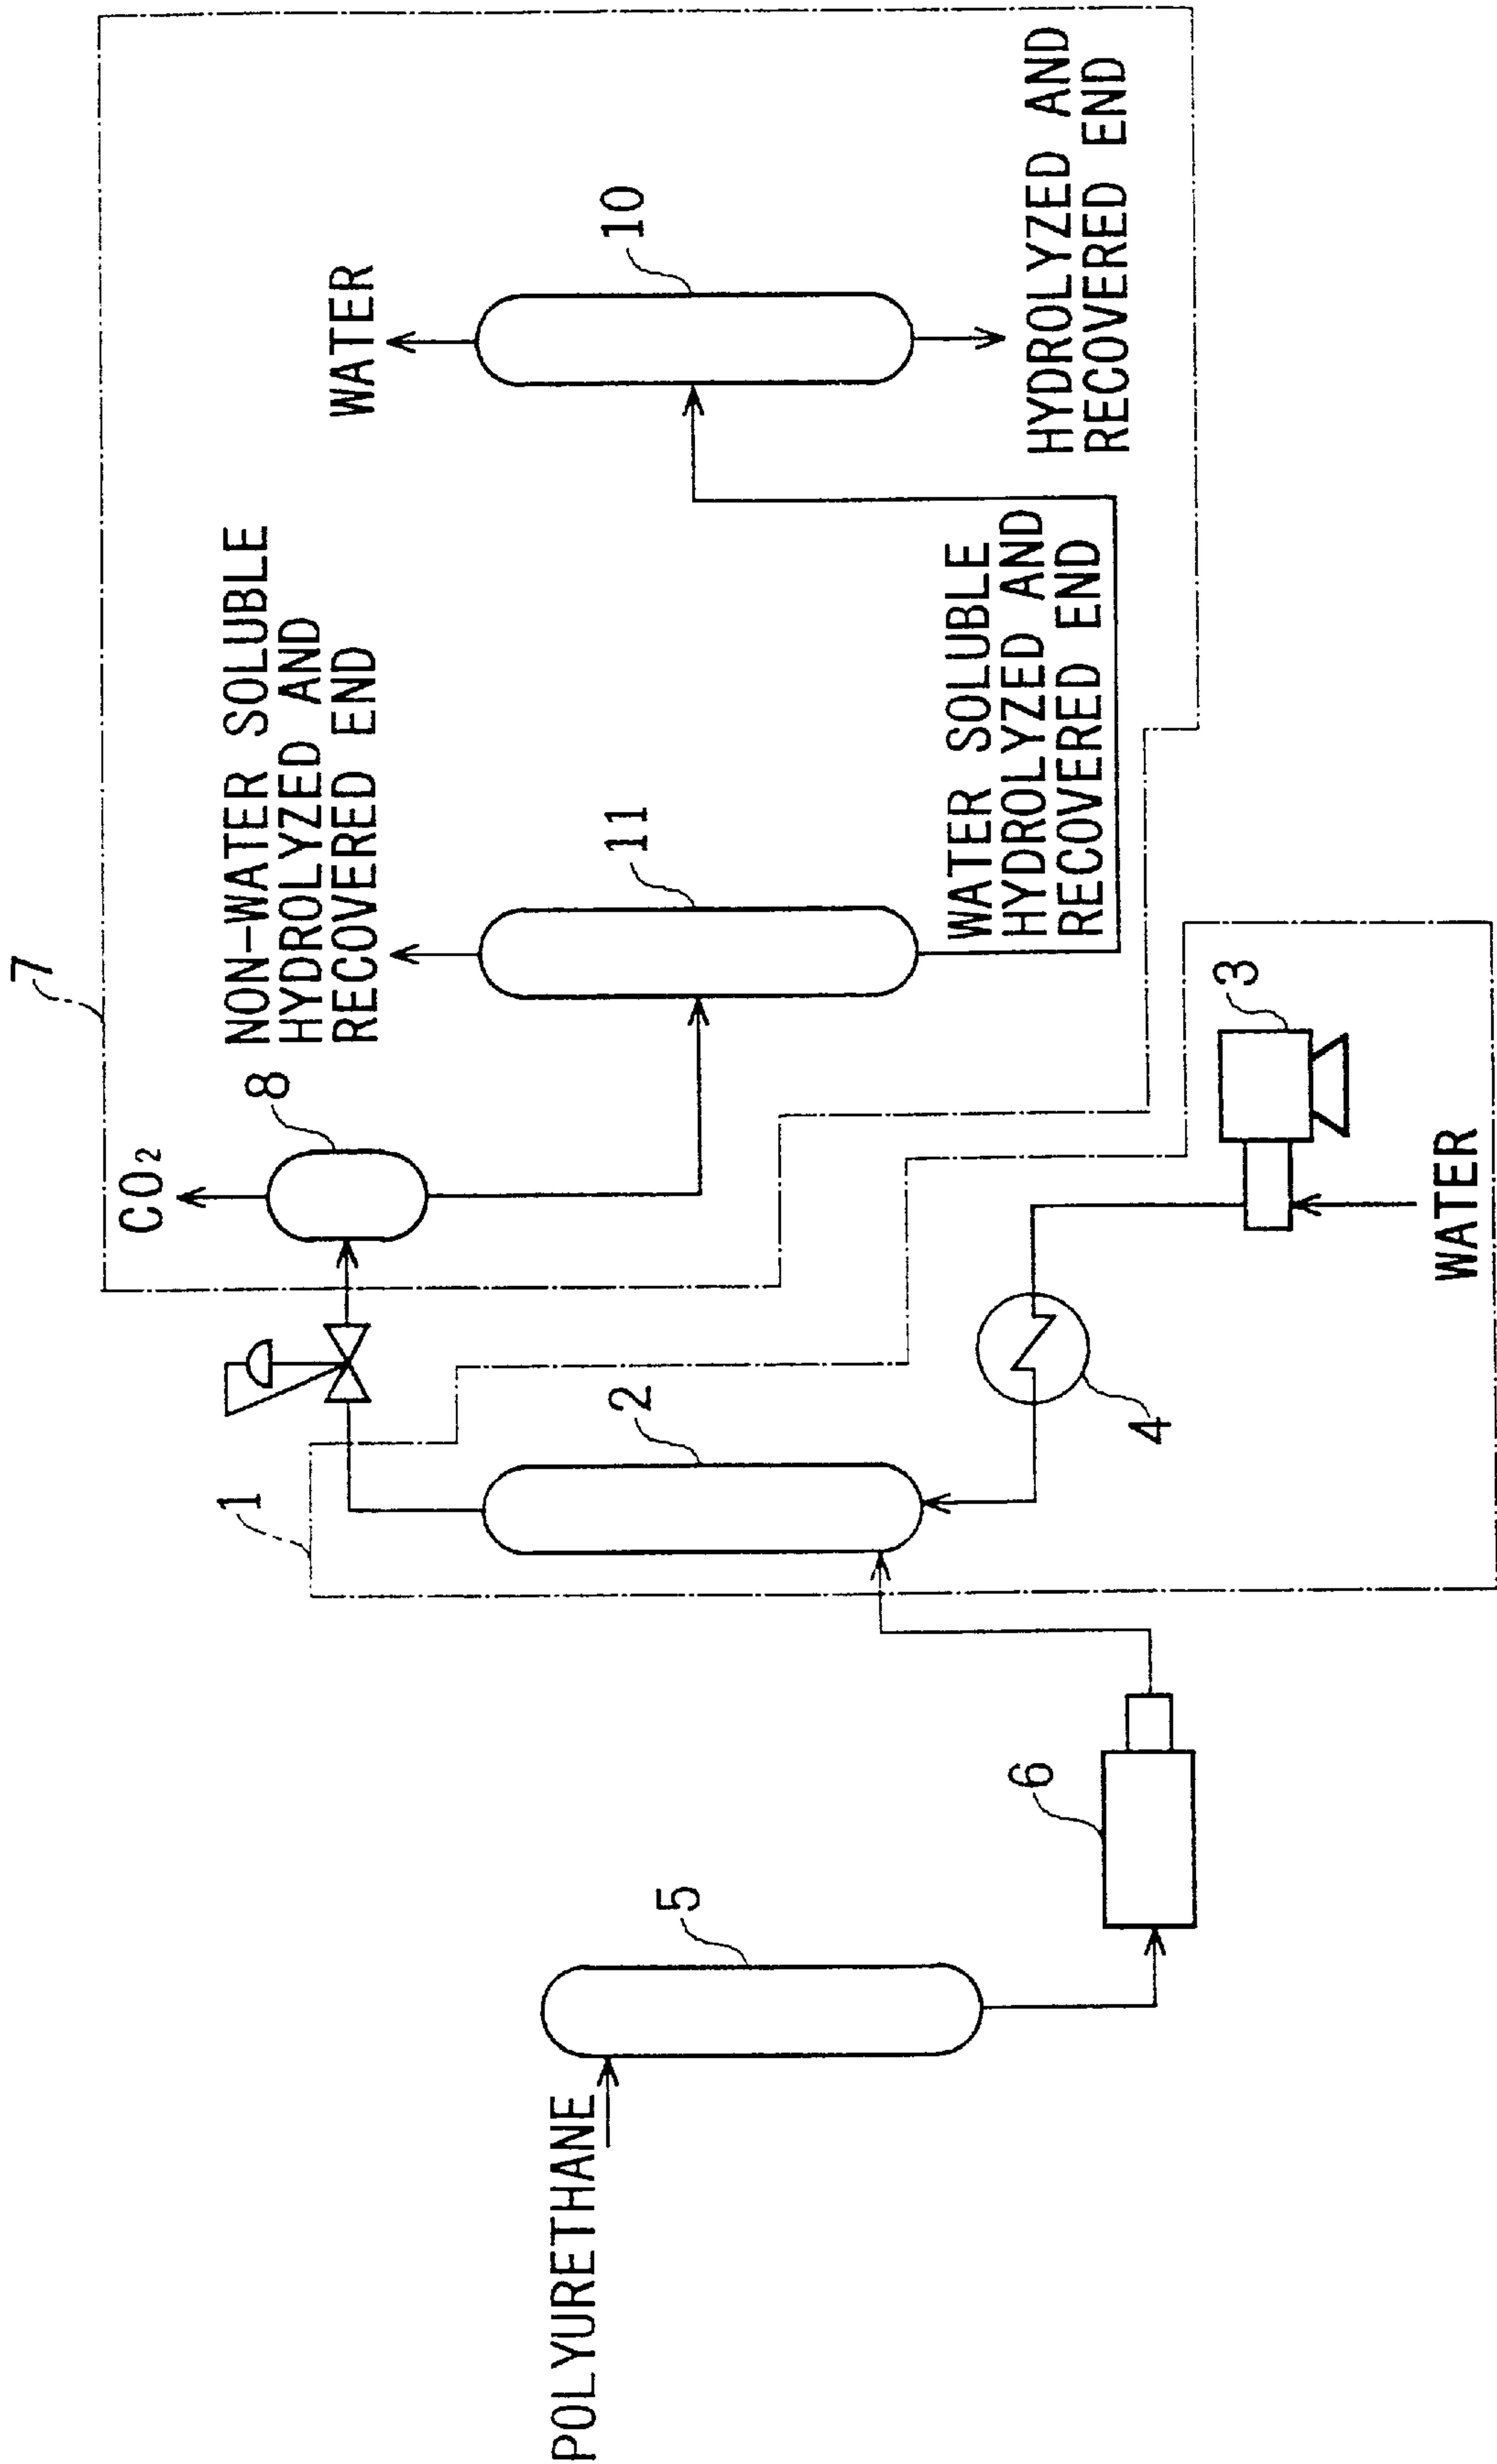 7
CO₂
8
NON-WATER SOLUBLE
HYDROLYZED AND
RECOVERED END
WATER
11
10
1
2
WATER SOLUBLE
HYDROLYZED AND
RECOVERED END
HYDROLYZED AND
RECOVERED END
4
3
WATER
5
6
POLYURETHANE